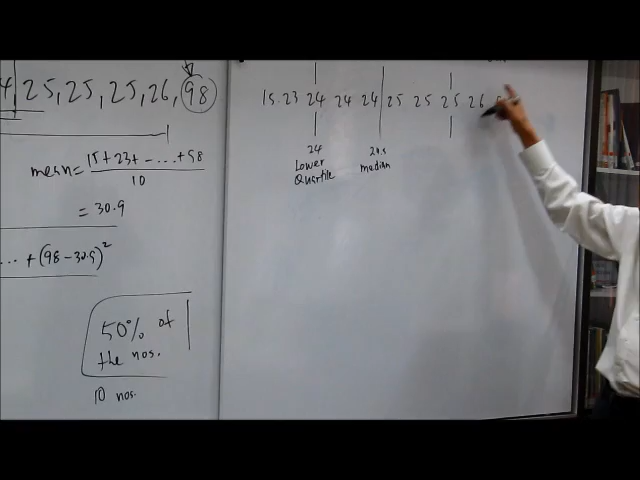 4 25, 25, 25, 26, 98
mean = 15 + 23 + - ... + 98
10
= 30.9
... + (98 - 30.9)²
50% of
the nos.
10 nos.
15. 23 24 24 24 25 25 25 26
24
Lower
Quartile
24.5
median